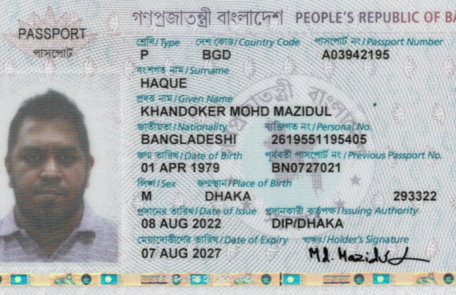 গণপ্রজাতন্ত্রী বাংলাদেশ PEOPLE'S REPUBLIC OF BA
PASSPORT
পাসপোর্ট
শ্রেণি/Type দেশ কোড/Country Code পাসপোর্ট নং/Passport Number
P BGD A03942195
বংশগত নাম/Surname
HAQUE
প্রদত্ত নাম/Given Name
KHANDOKER MOHD MAZIDUL
জাতীয়তা/Nationality ব্যক্তিগত নং/Personal No.
BANGLADESHI 2619551195405
জন্ম তারিখ/Date of Birth পূর্ববর্তী পাসপোর্ট নং/Previous Passport No.
01 APR 1979 BN0727021
লিঙ্গ/Sex জন্মস্থান/Place of Birth
M DHAKA 293322
প্রদানের তারিখ/Date of Issue প্রদানকারী কর্তৃপক্ষ/Issuing Authority
08 AUG 2022 DIP/DHAKA
মেয়াদোত্তীর্ণের তারিখ/Date of Expiry স্বাক্ষর/Holder's Signature
07 AUG 2027 Md. Mazidul